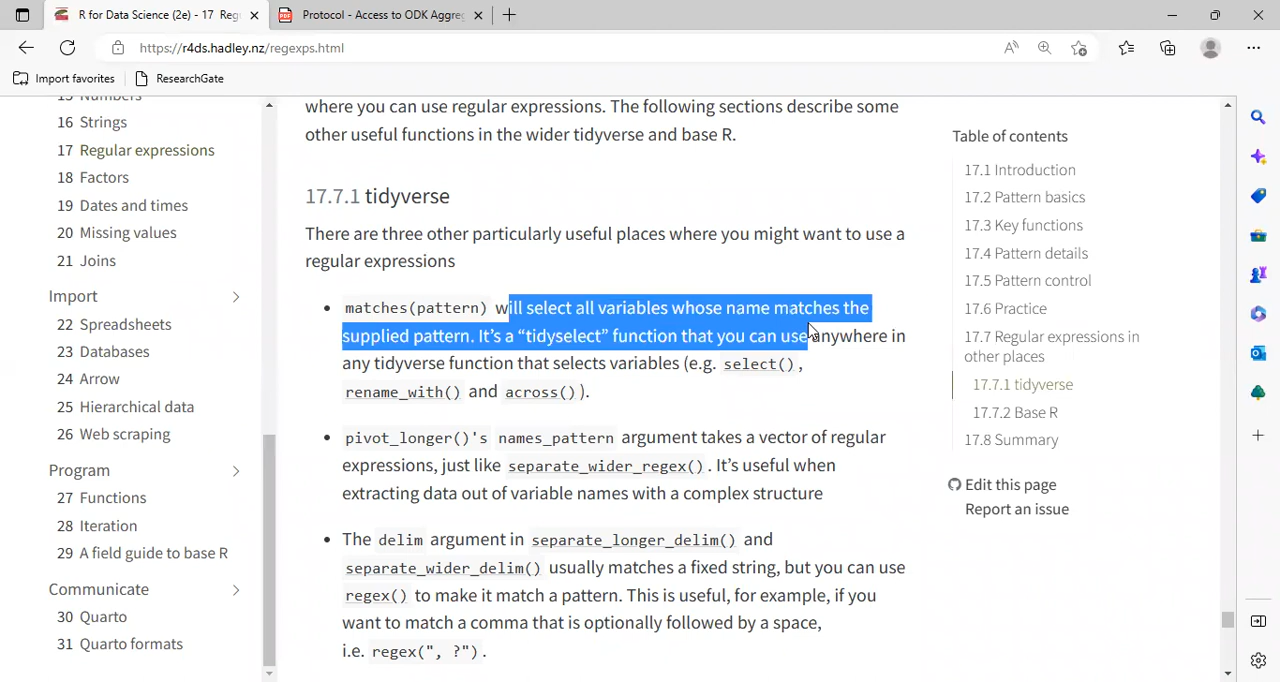 R for Data Science (2e) - 17 Reg
Protocol - Access to ODK Aggreg
https://r4ds.hadley.nz/regexps.html
Import favorites
ResearchGate
15 Numbers
16 Strings
17 Regular expressions
18 Factors
19 Dates and times
20 Missing values
21 Joins
Import
22 Spreadsheets
23 Databases
24 Arrow
25 Hierarchical data
26 Web scraping
Program
27 Functions
28 Iteration
29 A field guide to base R
Communicate
30 Quarto
31 Quarto formats
where you can use regular expressions. The following sections describe some
other useful functions in the wider tidyverse and base R.
17.7.1 tidyverse
There are three other particularly useful places where you might want to use a
regular expressions
• matches(pattern) will select all variables whose name matches the
supplied pattern. It's a “tidyselect” function that you can use anywhere in
any tidyverse function that selects variables (e.g. select(),
rename_with() and across()).
• pivot_longer()'s names_pattern argument takes a vector of regular
expressions, just like separate_wider_regex(). It's useful when
extracting data out of variable names with a complex structure
• The delim argument in separate_longer_delim() and
separate_wider_delim() usually matches a fixed string, but you can use
regex() to make it match a pattern. This is useful, for example, if you
want to match a comma that is optionally followed by a space,
i.e. regex(", ?").
Table of contents
17.1 Introduction
17.2 Pattern basics
17.3 Key functions
17.4 Pattern details
17.5 Pattern control
17.6 Practice
17.7 Regular expressions in
other places
17.7.1 tidyverse
17.7.2 Base R
17.8 Summary
Edit this page
Report an issue